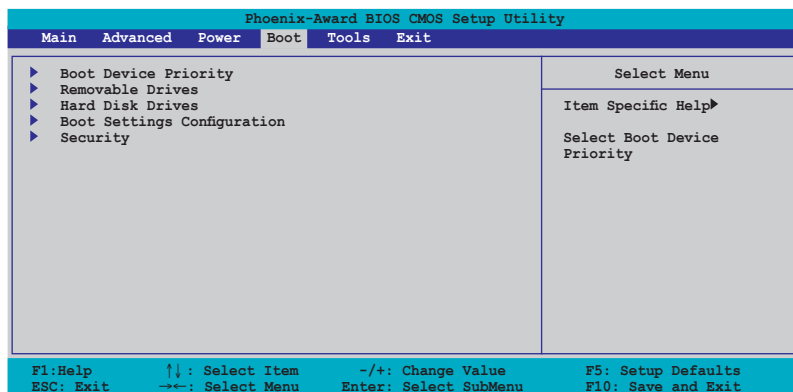 Phoenix-Award BIOS CMOS Setup Utility
Main Advanced Power Boot Tools Exit
Boot Device Priority
Removable Drives
Hard Disk Drives
Boot Settings Configuration
Security
Select Menu
Item Specific Help
Select Boot Device
Priority
F1:Help ↑↓: Select Item -/+: Change Value F5: Setup Defaults
ESC: Exit →←: Select Menu Enter: Select SubMenu F10: Save and Exit